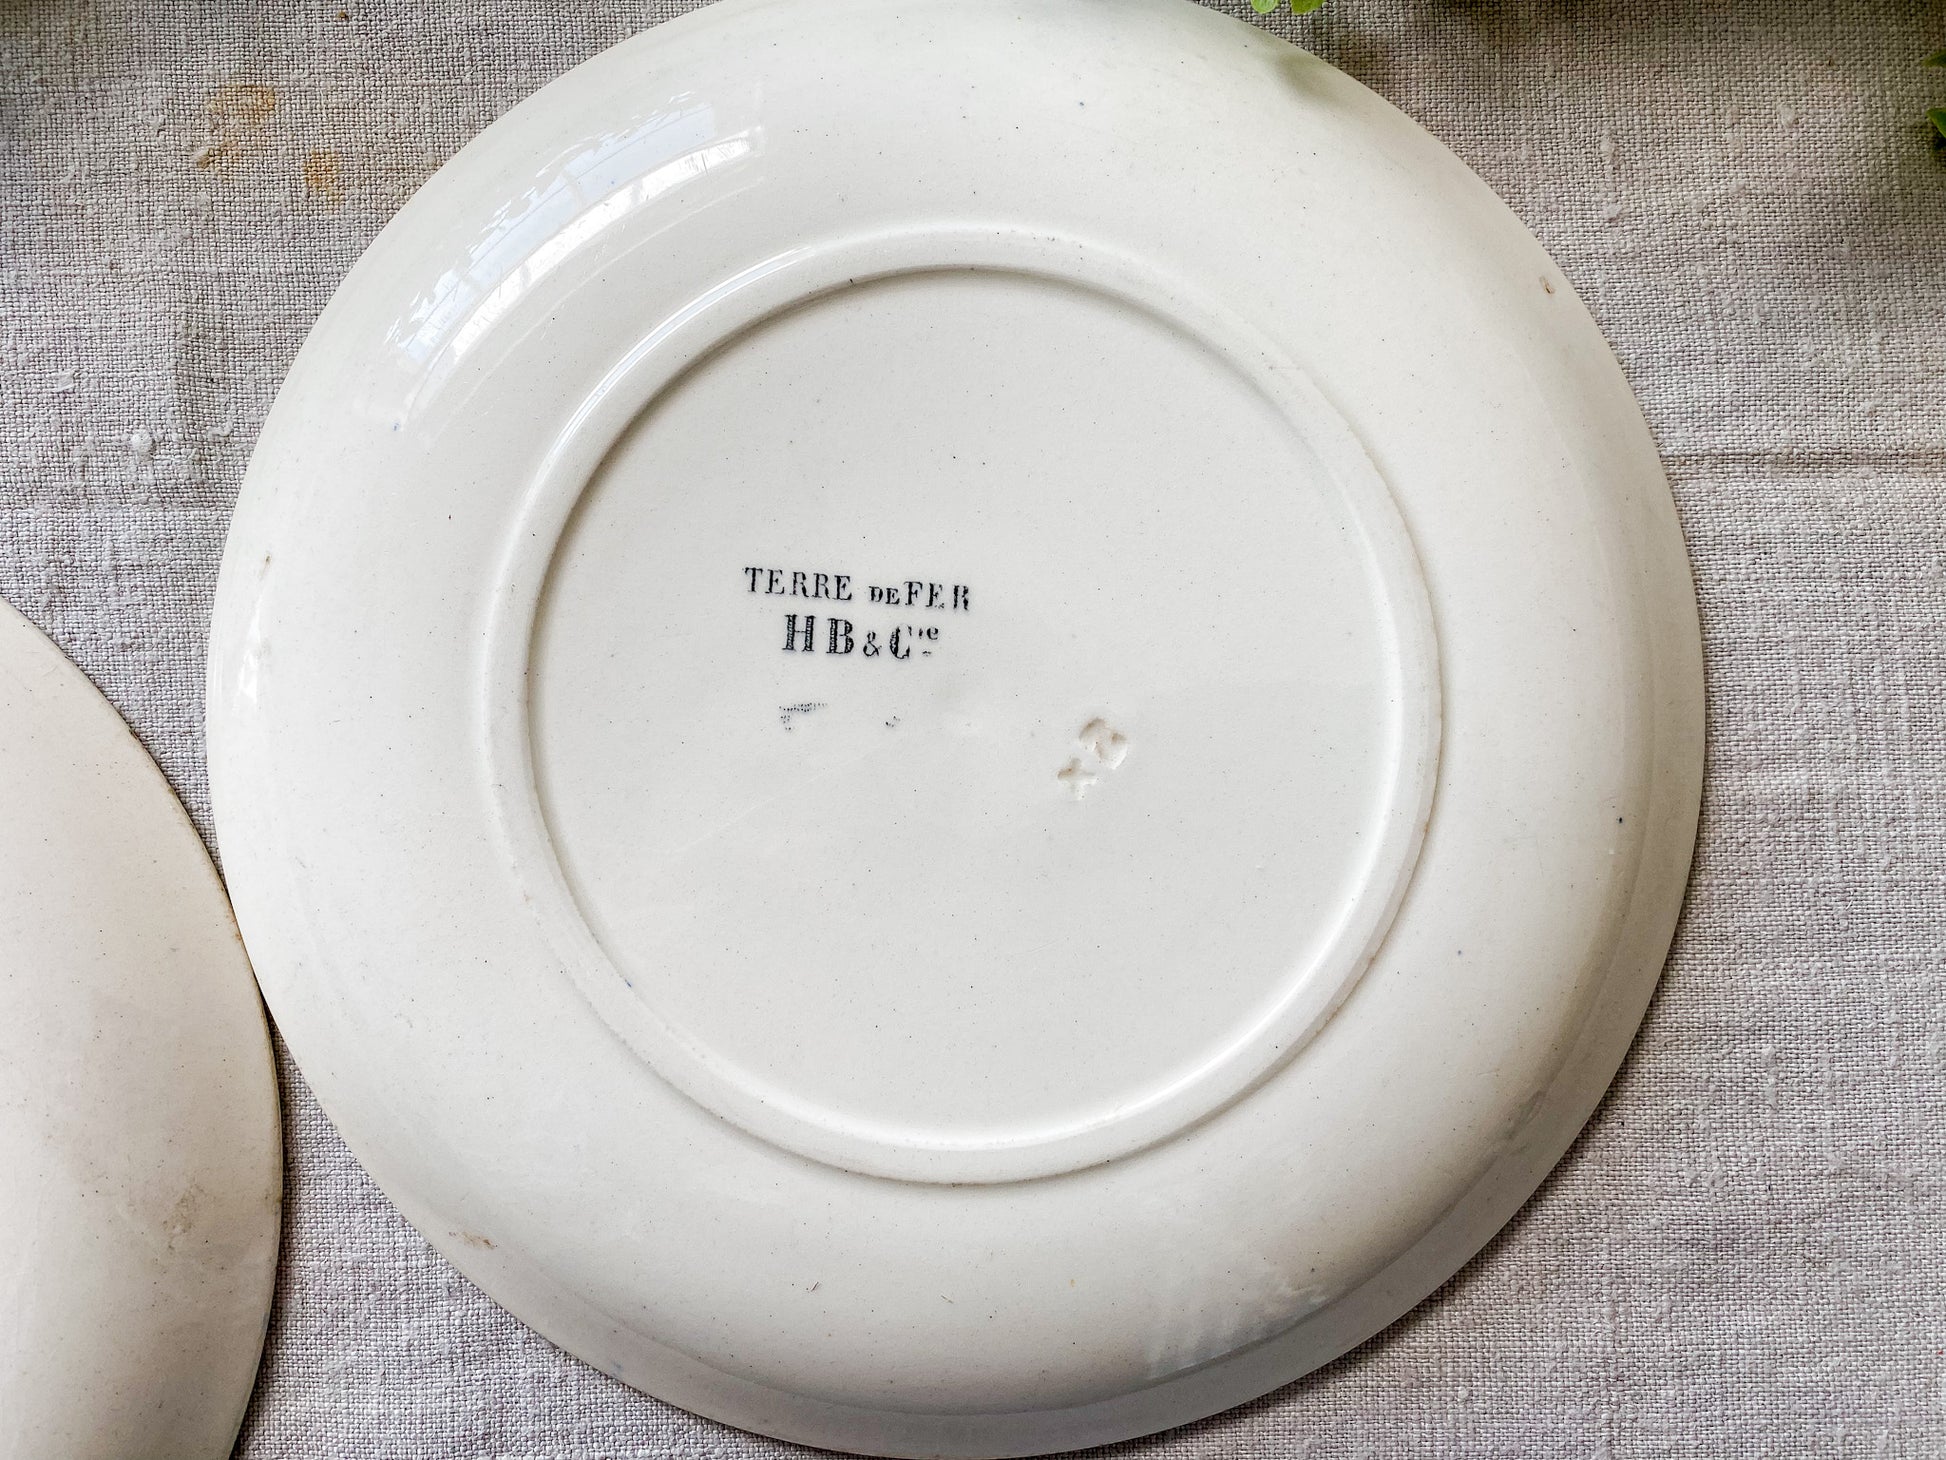 TERRE DE FER
HB & Cie